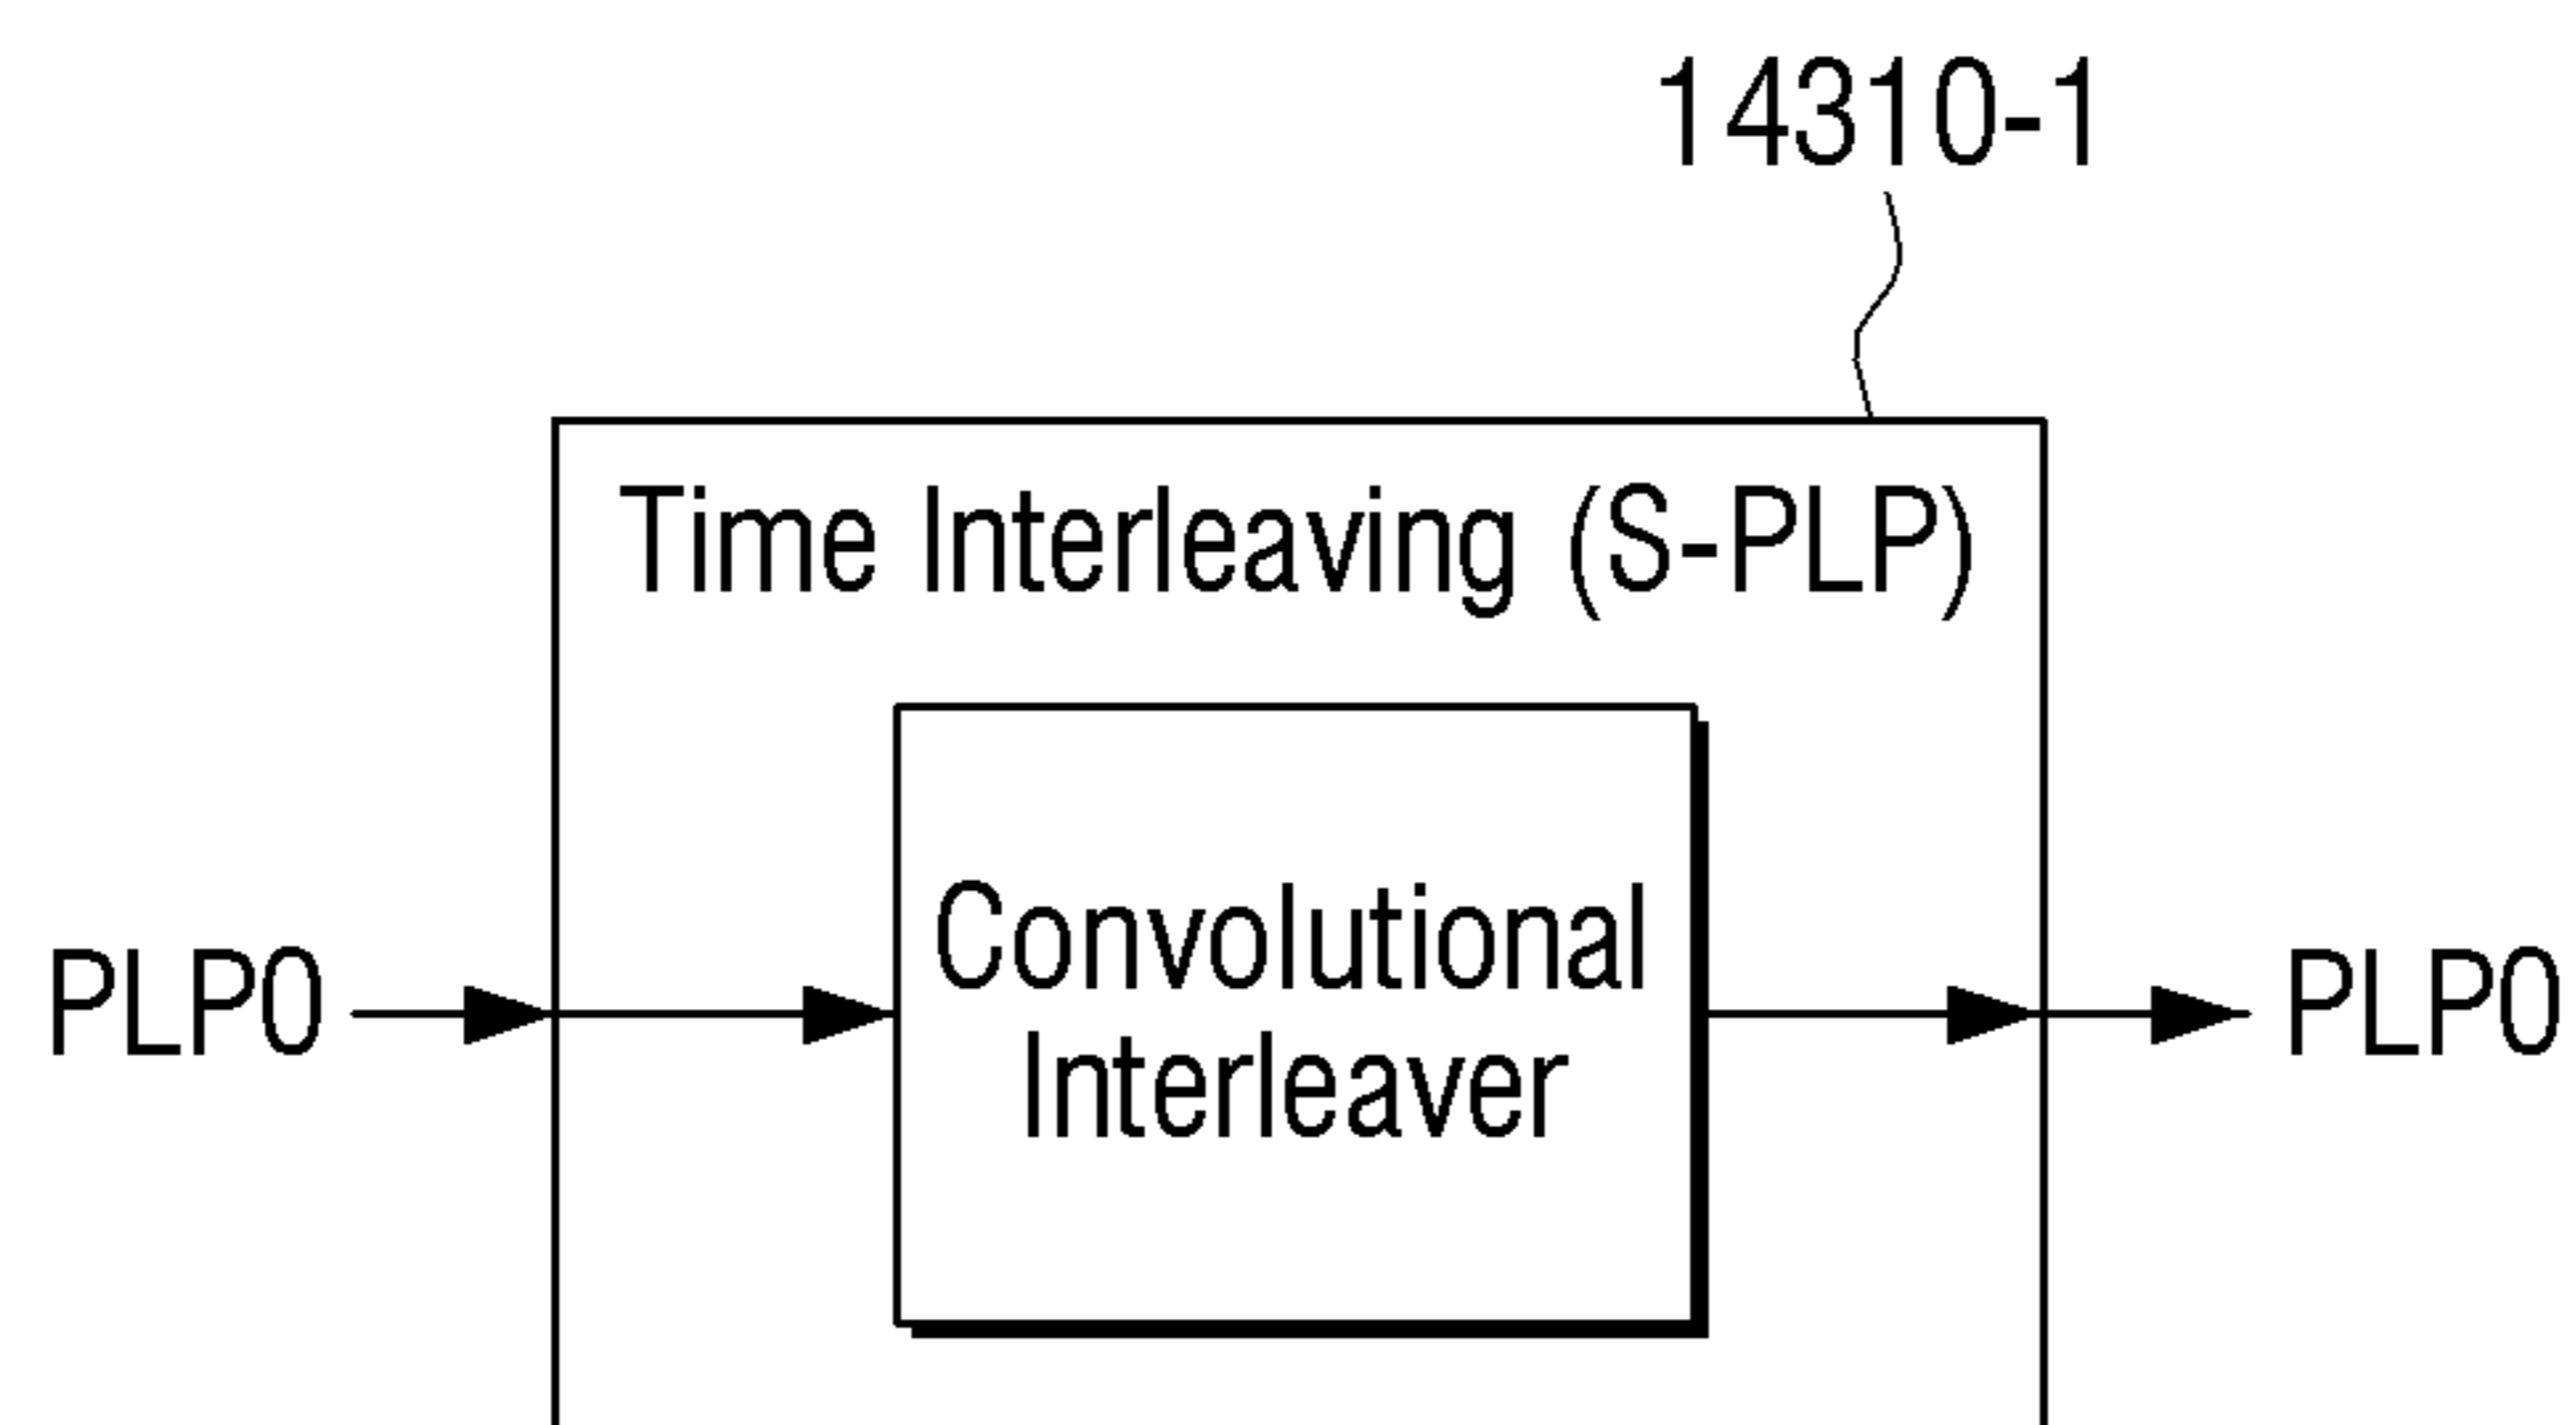 14310-1
Time Interleaving (S-PLP)
Convolutional
Interleaver
PLP0
PLP0